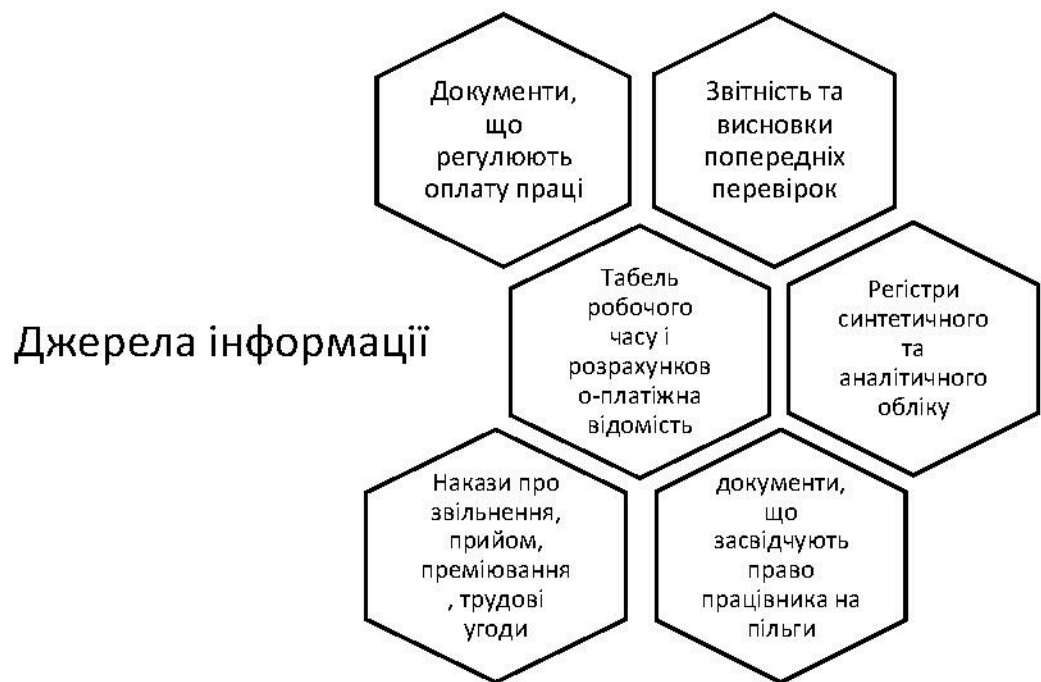 Документи,
що
регулюють
оплату праці
Звітність та
висновки
попередніх
перевірок
Джерела інформації
Табель
робочого
часу і
розрахунков
о-платіжна
відомість
Регістри
синтетичного
та
аналітичного
обліку
Накази про
звільнення,
прийом,
преміювання
, трудові
угоди
документи,
що
засвідчують
право
працівника на
пільги